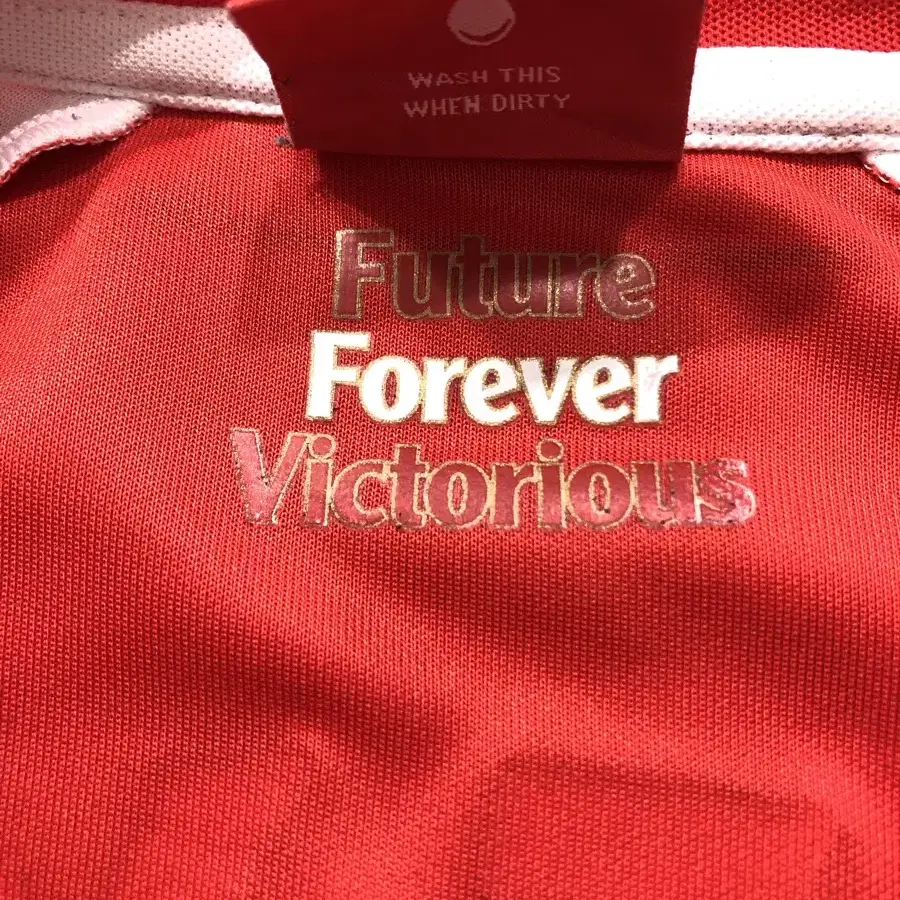 WASH THIS
WHEN DIRTY
Future
Forever
Victorious